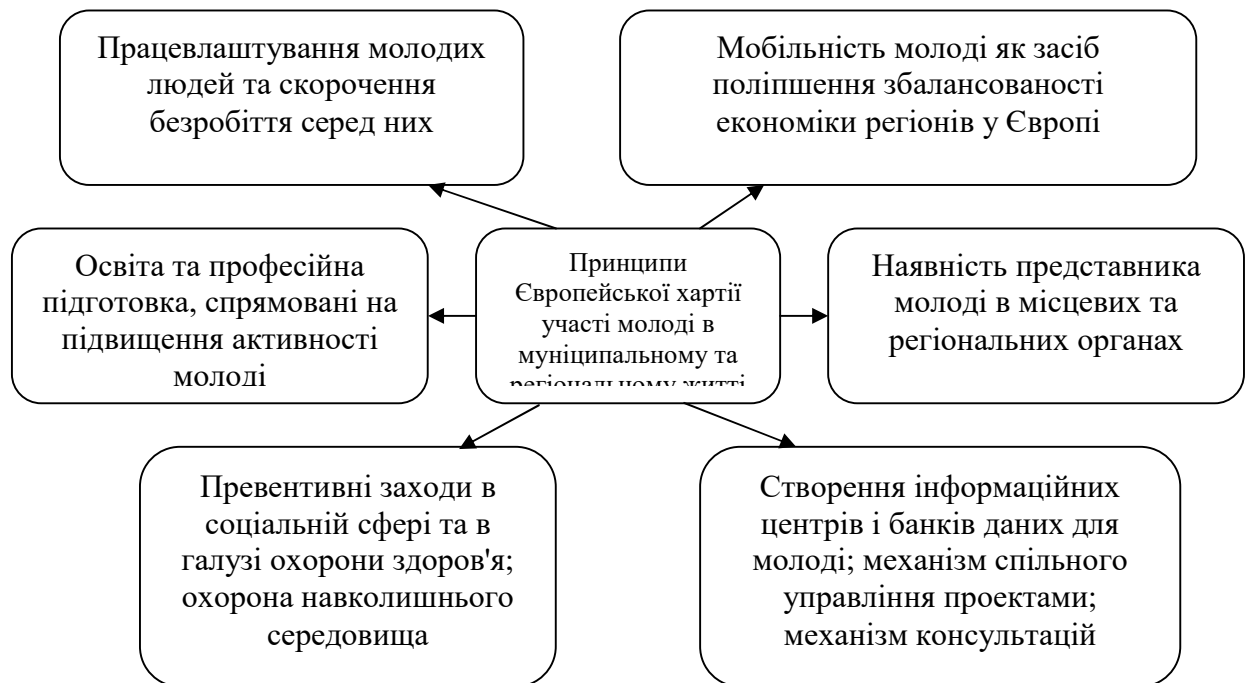 Працевлаштування молодих
людей та скорочення
безробіття серед них
Мобільність молоді як засіб
поліпшення збалансованості
економіки регіонів у Європі
Освіта та професійна
підготовка, спрямовані на
підвищення активності
молоді
Принципи
Європейської хартії
участі молоді в
муніципальному та
регіональному житті
Наявність представника
молоді в місцевих та
регіональних органах
Превентивні заходи в
соціальній сфері та в
галузі охорони здоров'я;
охорона навколишнього
середовища
Створення інформаційних
центрів і банків даних для
молоді; механізм спільного
управління проектами;
механізм консультацій